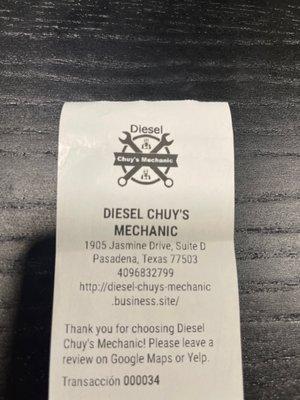 Diesel
Chuy's Mechanic
DIESEL CHUY'S
MECHANIC
1905 Jasmine Drive, Suite D
Pasadena, Texas 77503
4096832799
http://diesel-chuys-mechanic
.business.site/
Thank you for choosing Diesel
Chuy's Mechanic! Please leave a
review on Google Maps or Yelp.
Transacción 000034